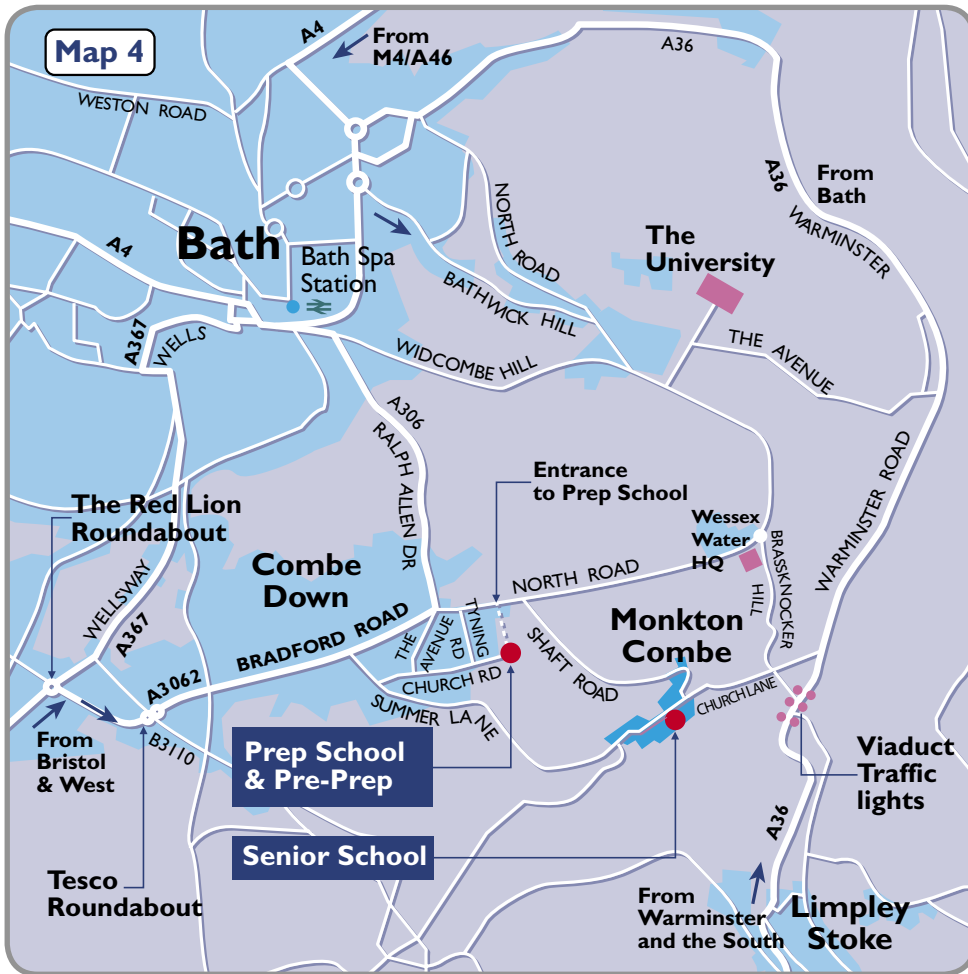 Map 4
A4
From
M4/A46
A36
WESTON ROAD
A36
From
Bath
WARMINSTER
NORTH ROAD
The
University
Bath
A4
Bath Spa
Station
BATHWICK HILL
A367
WELLS
WIDCOMBE HILL
THE AVENUE
A306
RALPH ALLEN DR
WARMINSTER ROAD
Entrance
to Prep School
The Red Lion
Roundabout
Wessex
Water
HQ
BRASSKNOCKER
HILL
Combe
Down
NORTH ROAD
WELLSWAY
A367
BRADFORD ROAD
THE
AVENUE
TYNING
RD
Monkton
Combe
SHAFT ROAD
A3062
CHURCH RD
CHURCH LANE
SUMMER LANE
From
Bristol
& West
B3110
Prep School
& Pre-Prep
Viaduct
Traffic
lights
A36
Senior School
Tesco
Roundabout
From
Warminster
and the South
Limpley
Stoke